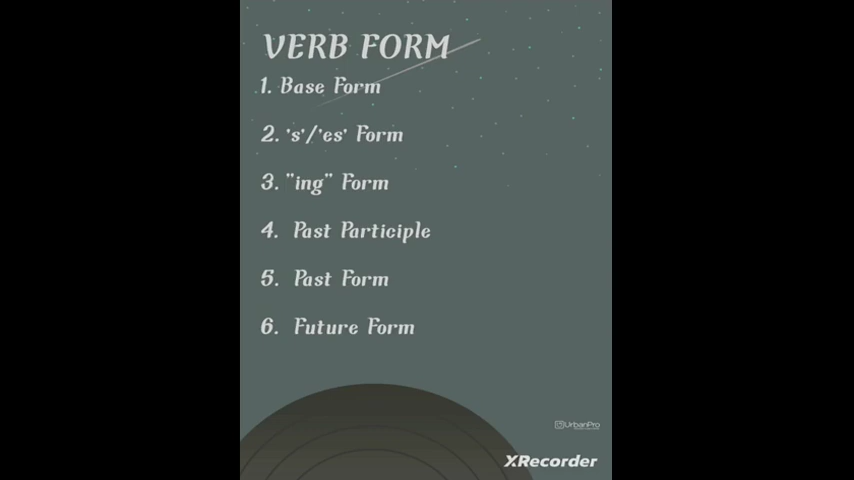 VERB FORM
1. Base Form
2. 's'/'es' Form
3. "ing" Form
4. Past Participle
5. Past Form
6. Future Form
UrbanPro
XRecorder